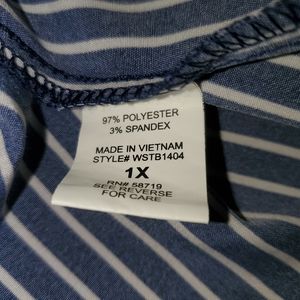 97% POLYESTER
3% SPANDEX
MADE IN VIETNAM
STYLE# WSTB1404
1X
RN# 58719
SEE REVERSE
FOR CARE